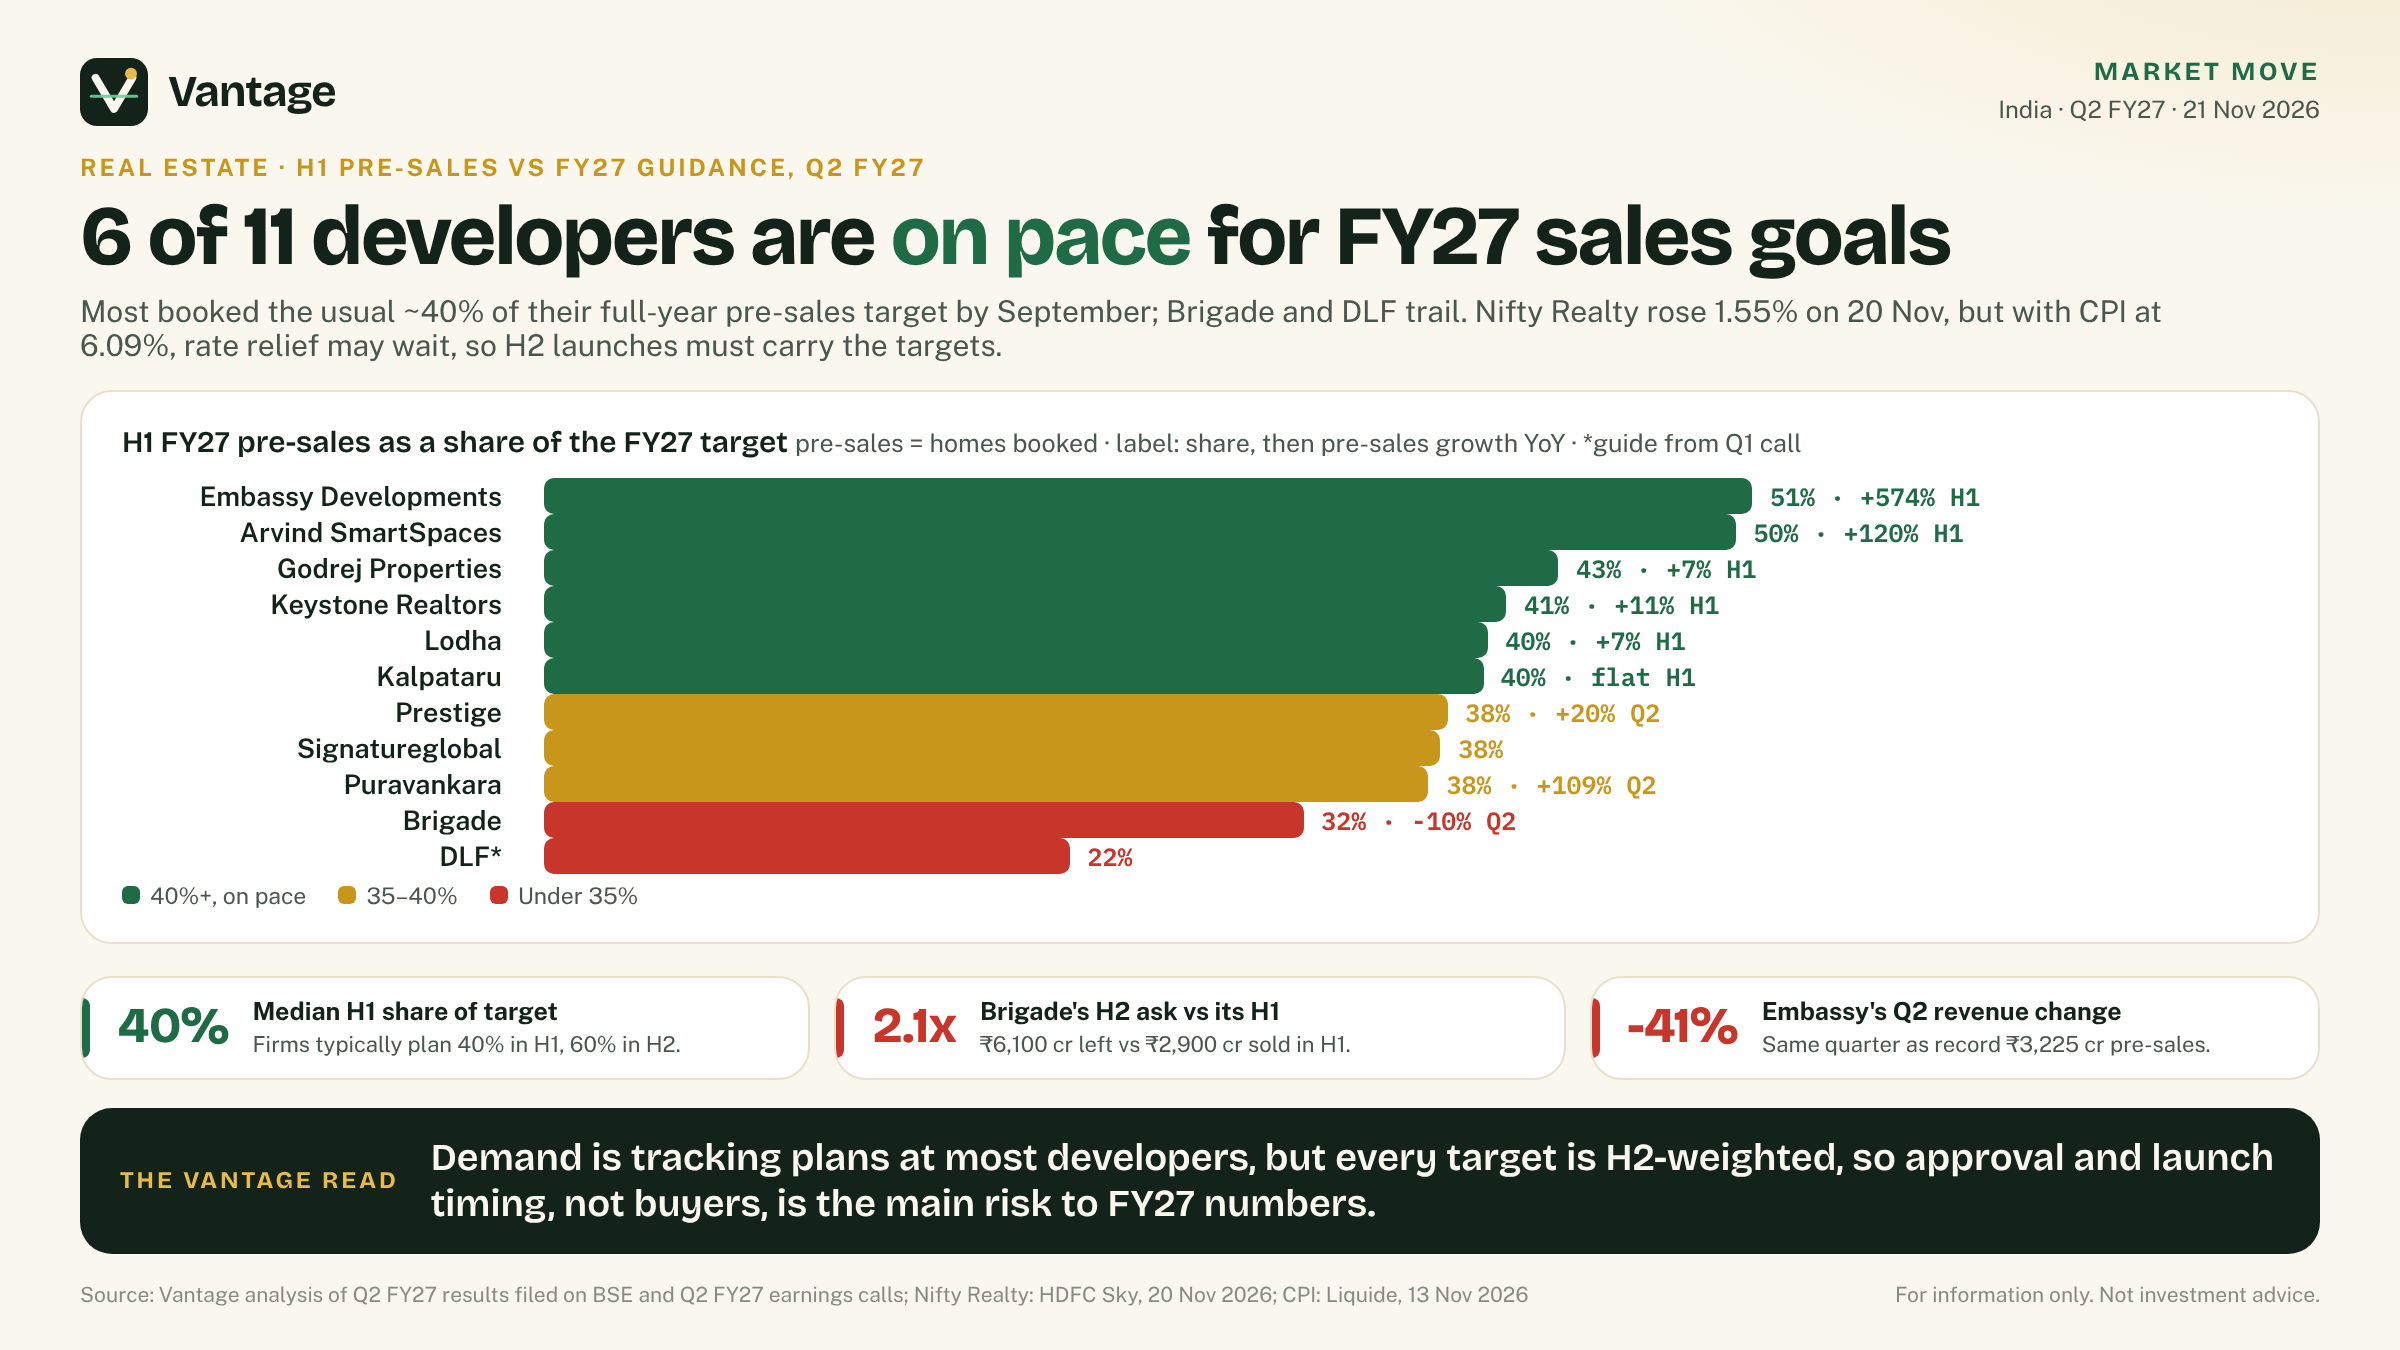 Vantage
MARKET MOVE
India · Q2 FY27 · 21 Nov 2026
REAL ESTATE · H1 PRE-SALES VS FY27 GUIDANCE, Q2 FY27
6 of 11 developers are on pace for FY27 sales goals
Most booked the usual ~40% of their full-year pre-sales target by September; Brigade and DLF trail. Nifty Realty rose 1.55% on 20 Nov, but with CPI at
6.09%, rate relief may wait, so H2 launches must carry the targets.
H1 FY27 pre-sales as a share of the FY27 target pre-sales = homes booked · label: share, then pre-sales growth YoY · *guide from Q1 call
Embassy Developments 51% · +574% H1
Arvind SmartSpaces 50% · +120% H1
Godrej Properties 43% · +7% H1
Keystone Realtors 41% · +11% H1
Lodha 40% · +7% H1
Kalpataru 40% · flat H1
Prestige 38% · +20% Q2
Signatureglobal 38%
Puravankara 38% · +109% Q2
Brigade 32% · -10% Q2
DLF* 22%
40%+, on pace 35–40% Under 35%
40% Median H1 share of target
Firms typically plan 40% in H1, 60% in H2.
2.1x Brigade's H2 ask vs its H1
₹6,100 cr left vs ₹2,900 cr sold in H1.
-41% Embassy's Q2 revenue change
Same quarter as record ₹3,225 cr pre-sales.
THE VANTAGE READ
Demand is tracking plans at most developers, but every target is H2-weighted, so approval and launch
timing, not buyers, is the main risk to FY27 numbers.
Source: Vantage analysis of Q2 FY27 results filed on BSE and Q2 FY27 earnings calls; Nifty Realty: HDFC Sky, 20 Nov 2026; CPI: Liquide, 13 Nov 2026
For information only. Not investment advice.